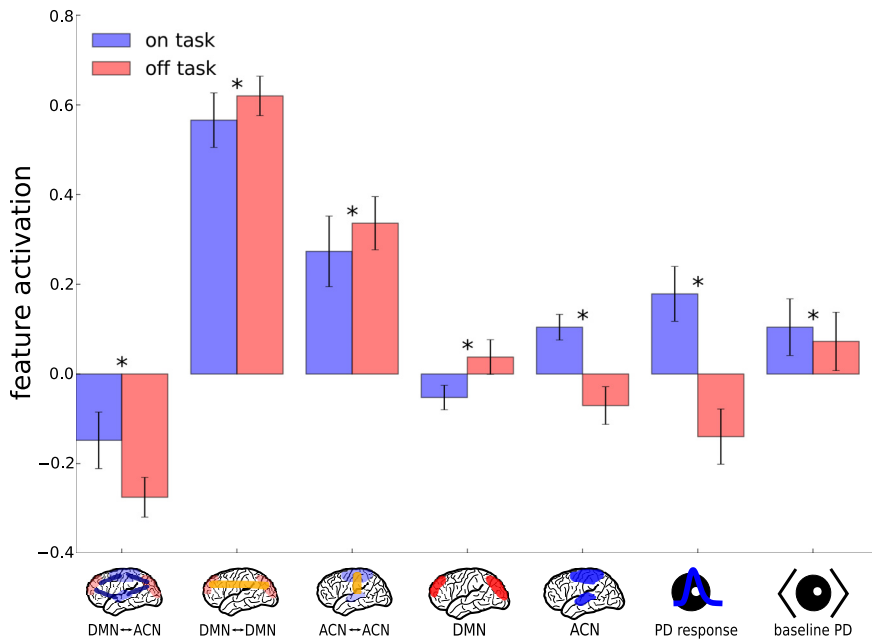 0.8
on task
off task
0.6
0.4
0.2
0.0
−0.2
−0.4
feature activation
*
*
*
*
*
*
*
DMN↔ACN
DMN↔DMN
ACN↔ACN
DMN
ACN
PD response
baseline PD